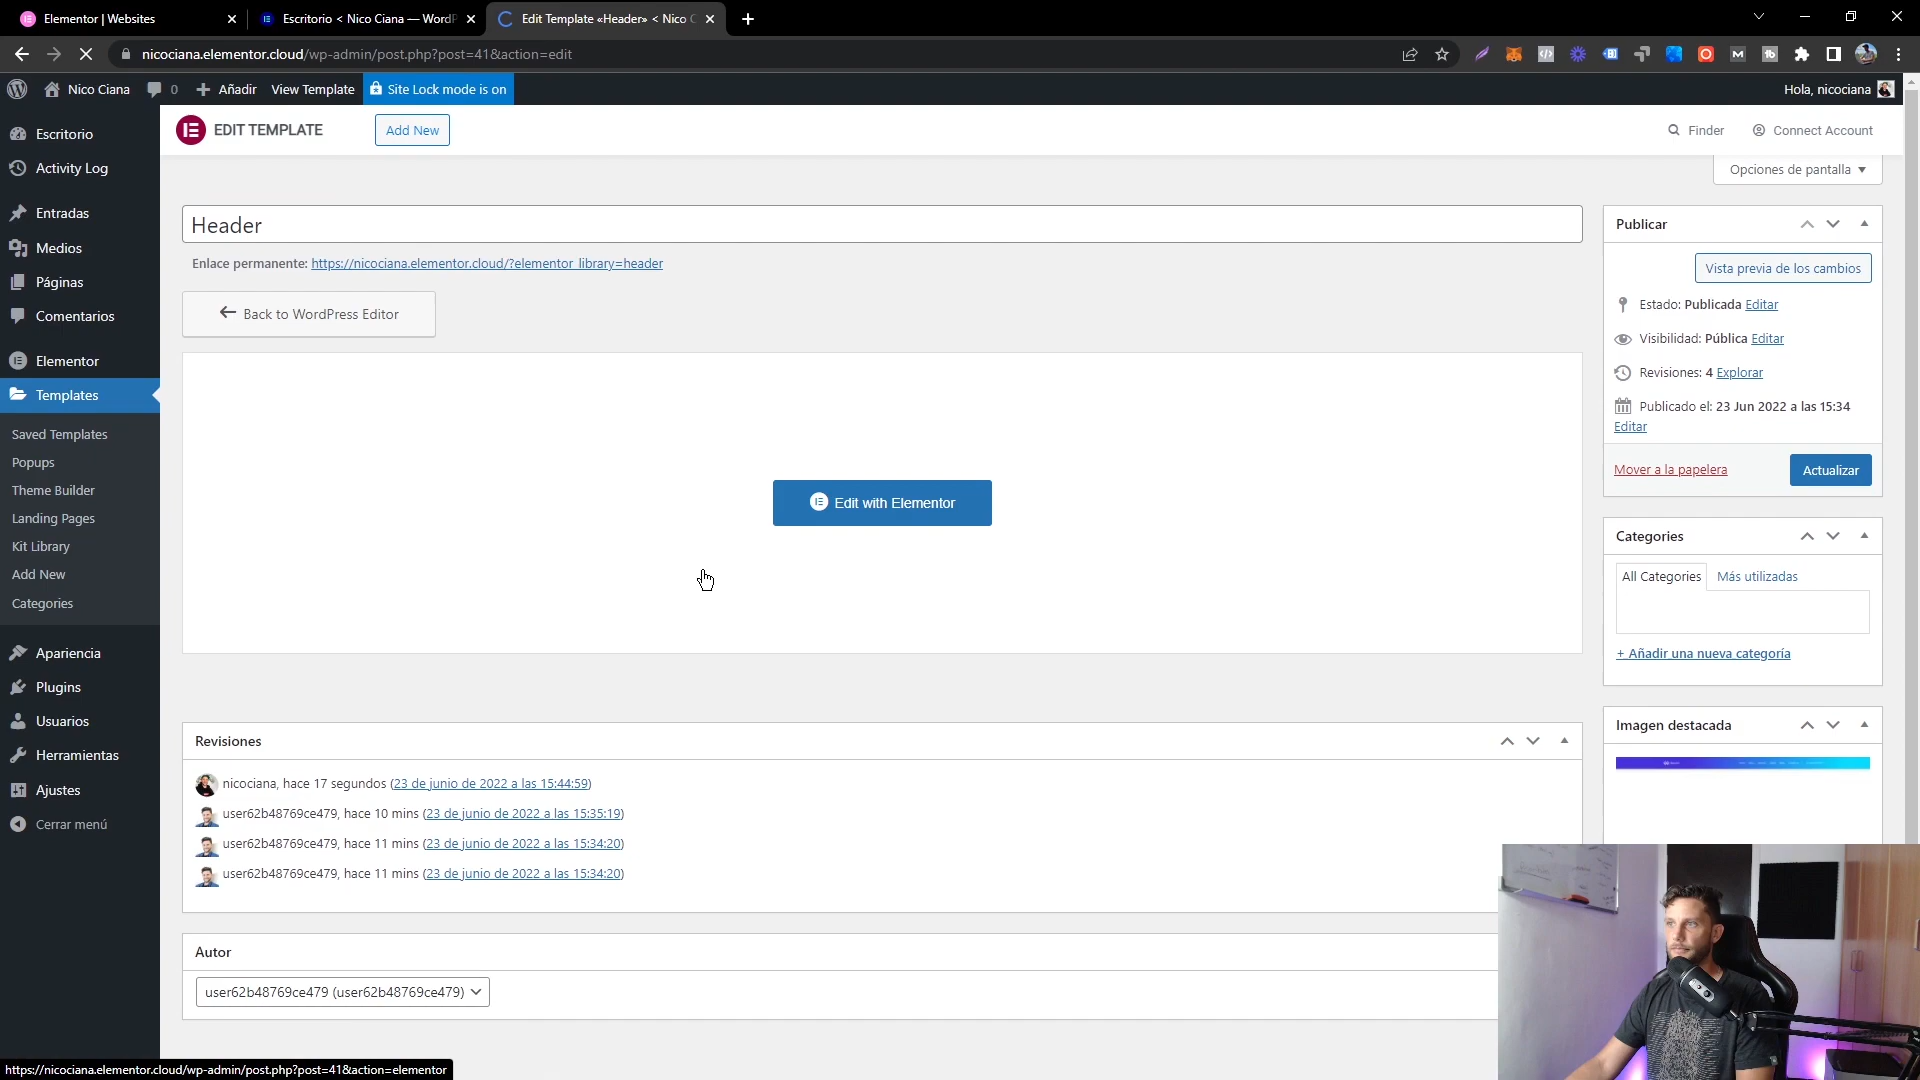 Elementor | Websites
Escritorio < Nico Ciana — WordP
Edit Template «Header» < Nico C
nicociana.elementor.cloud/wp-admin/post.php?post=41&action=edit
Nico Ciana
0
Añadir
View Template
Site Lock mode is on
Hola, nicociana
Escritorio
Activity Log
Entradas
Medios
Páginas
Comentarios
Elementor
Templates
Saved Templates
Popups
Theme Builder
Landing Pages
Kit Library
Add New
Categories
Apariencia
Plugins
Usuarios
Herramientas
Ajustes
Cerrar menú
EDIT TEMPLATE
Add New
Finder
Connect Account
Opciones de pantalla
Header
Enlace permanente: https://nicociana.elementor.cloud/?elementor_library=header
Back to WordPress Editor
Edit with Elementor
Revisiones
nicociana, hace 17 segundos (23 de junio de 2022 a las 15:44:59)
user62b48769ce479, hace 10 mins (23 de junio de 2022 a las 15:35:19)
user62b48769ce479, hace 11 mins (23 de junio de 2022 a las 15:34:20)
user62b48769ce479, hace 11 mins (23 de junio de 2022 a las 15:34:20)
Autor
user62b48769ce479 (user62b48769ce479)
Publicar
Vista previa de los cambios
Estado: Publicada Editar
Visibilidad: Pública Editar
Revisiones: 4 Explorar
Publicado el: 23 Jun 2022 a las 15:34
Editar
Mover a la papelera
Actualizar
Categories
All Categories
Más utilizadas
+ Añadir una nueva categoría
Imagen destacada
https://nicociana.elementor.cloud/wp-admin/post.php?post=41&action=elementor